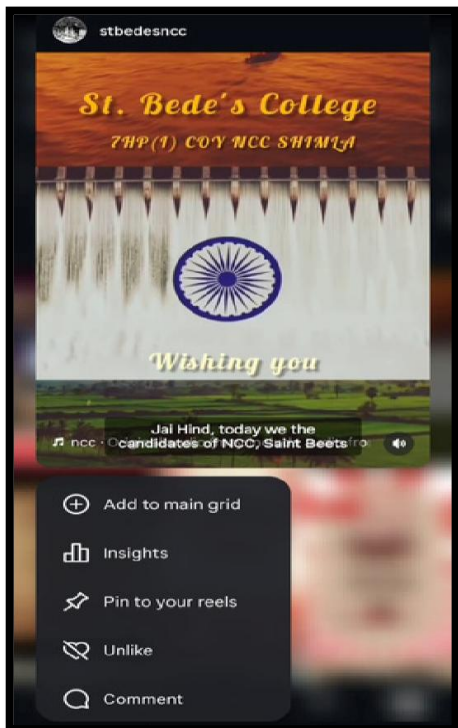 stbedesncc
St. Bede's College
7HP(I) COY NCC SHIMLA
Wishing you
Jai Hind, today we the
ncc ·
candidates of NCC, Saint Beets
Add to main grid
Insights
Pin to your reels
Unlike
Comment